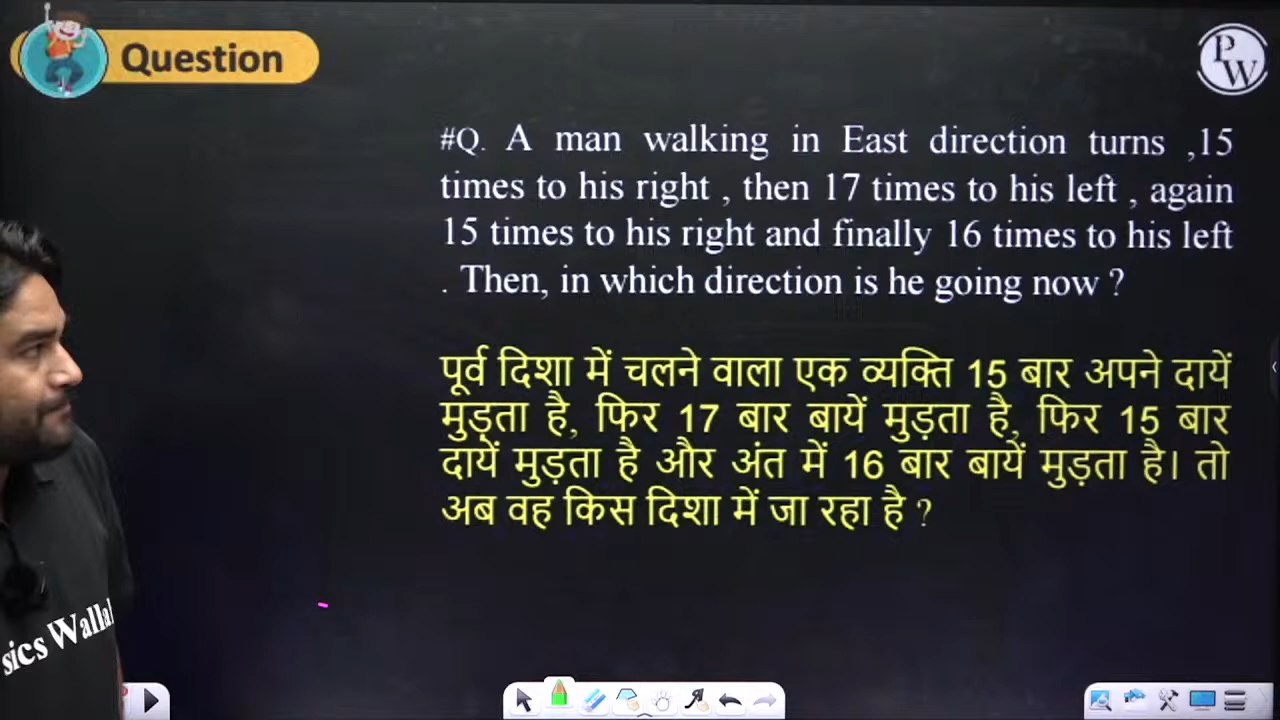 Question
PW
#Q. A man walking in East direction turns ,15
times to his right , then 17 times to his left , again
15 times to his right and finally 16 times to his left
. Then, in which direction is he going now ?
पूर्व दिशा में चलने वाला एक व्यक्ति 15 बार अपने दायें
मुड़ता है, फिर 17 बार बायें मुड़ता है, फिर 15 बार
दायें मुड़ता है और अंत में 16 बार बायें मुड़ता है। तो
अब वह किस दिशा में जा रहा है ?
sics Wallah